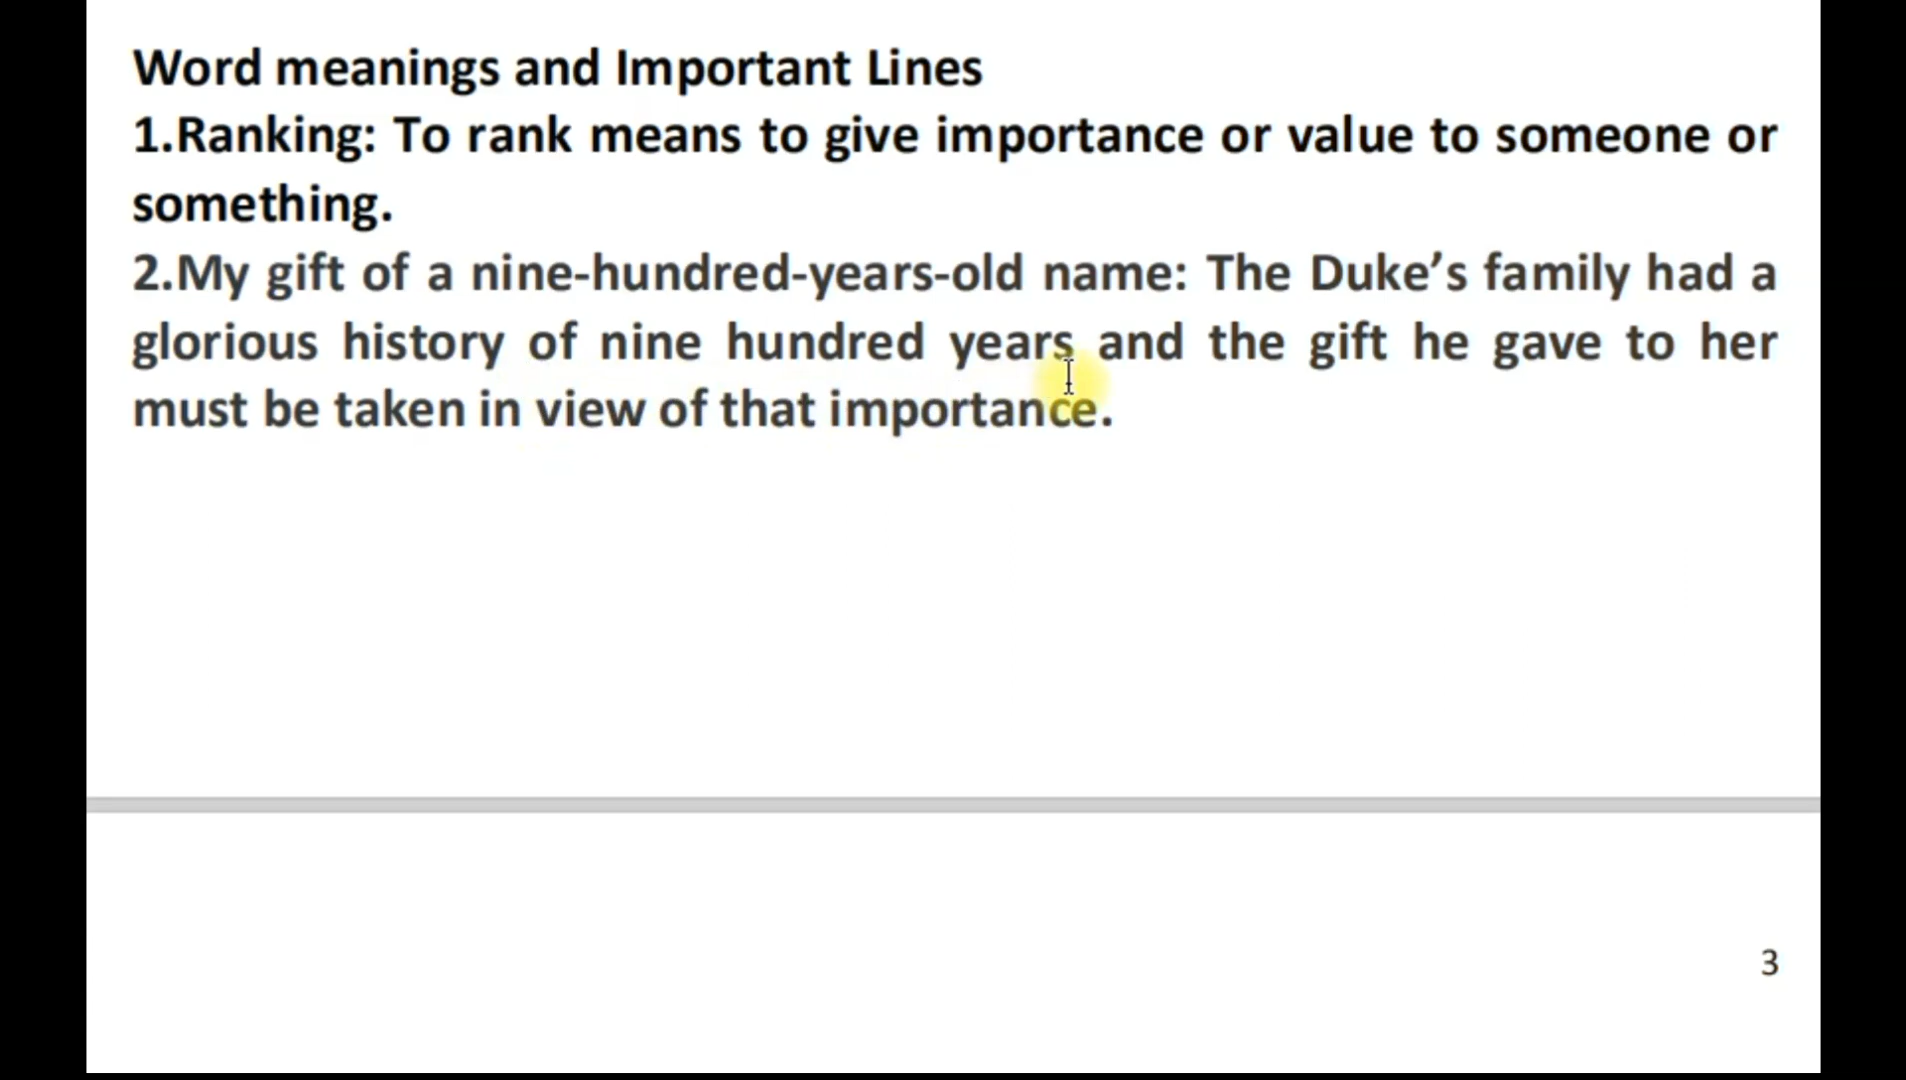 Word meanings and Important Lines
1.Ranking: To rank means to give importance or value to someone or
something.
2.My gift of a nine-hundred-years-old name: The Duke’s family had a
glorious history of nine hundred years and the gift he gave to her
must be taken in view of that importance.
3